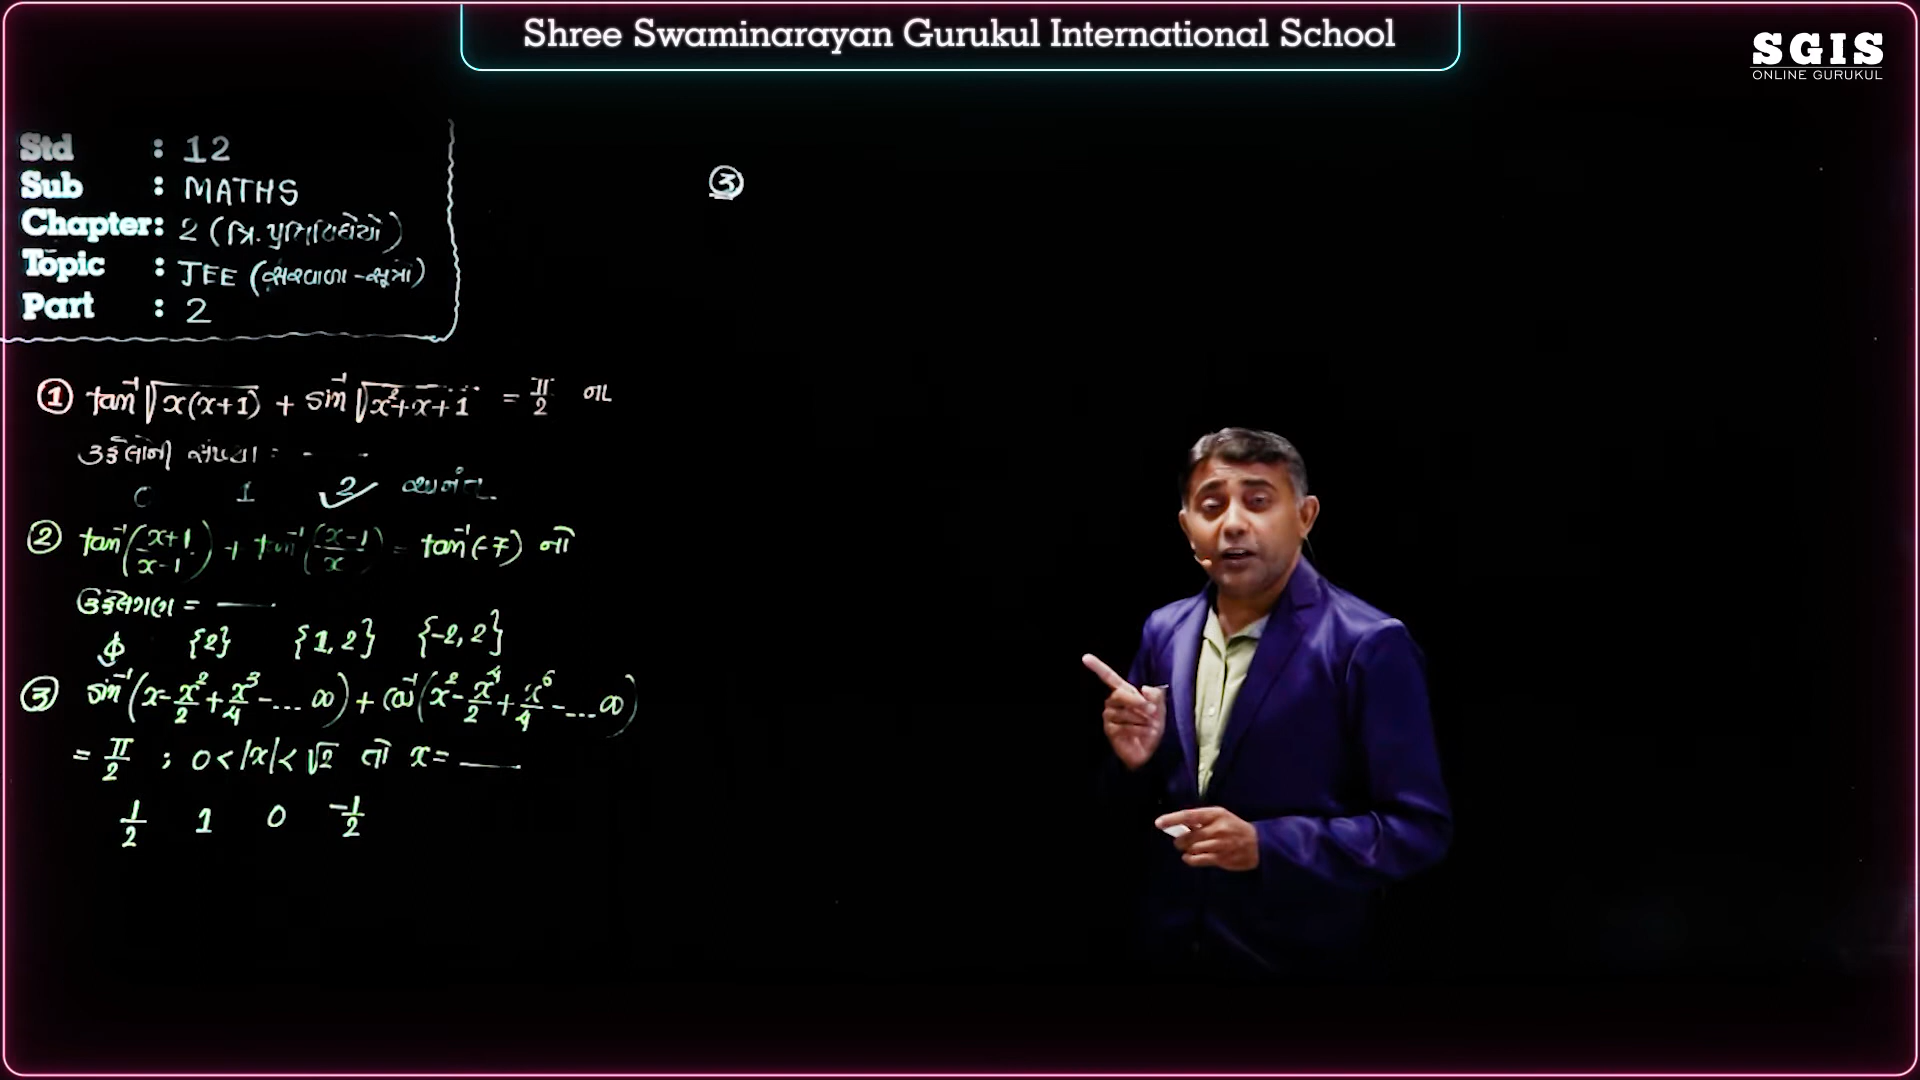 Shree Swaminarayan Gurukul International School
SGIS
ONLINE GURUKUL
Std : 12
Sub : MATHS
Chapter: 2 (ત્રિ. પ્રતિવિધેયો)
Topic : JEE (સરવાળા-સૂત્રો)
Part : 2
③
① tan⁻¹√x(x+1) + sin⁻¹√x²+x+1 = π/2 ના
ઉકેલોની સંખ્યા = ----
0 1 2 ✓ અનંત
② tan⁻¹(x+1/x-1) + tan⁻¹(x-1/x) = tan⁻¹(-7) નો
ઉકેલગણ = ——
ϕ {2} {1, 2} {-2, 2}
③ sin⁻¹(x - x²/2 + x³/4 - .... ∞) + cos⁻¹(x² - x⁴/2 + x⁶/4 - .... ∞)
= π/2 ; 0 < |x| < √2 તો x = ——
1/2 1 0 -1/2